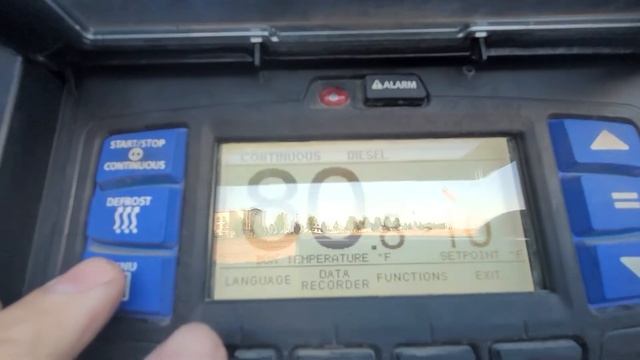 ALARM
START/STOP
CONTINUOUS
DEFROST
CONTINUOUS DIESEL
80.
TEMPERATURE °F
SETPOINT °F
LANGUAGE
DATA
RECORDER
FUNCTIONS
EXIT